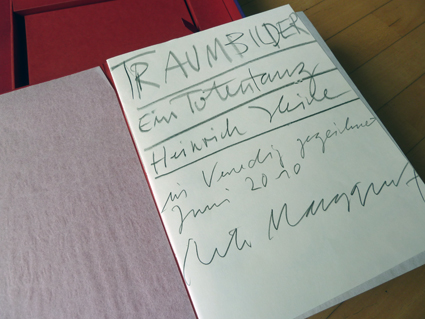 TRAUMBILDER
Ein Totentanz
Heinrich Heine
in Venedig gezeichnet
Juni 2010